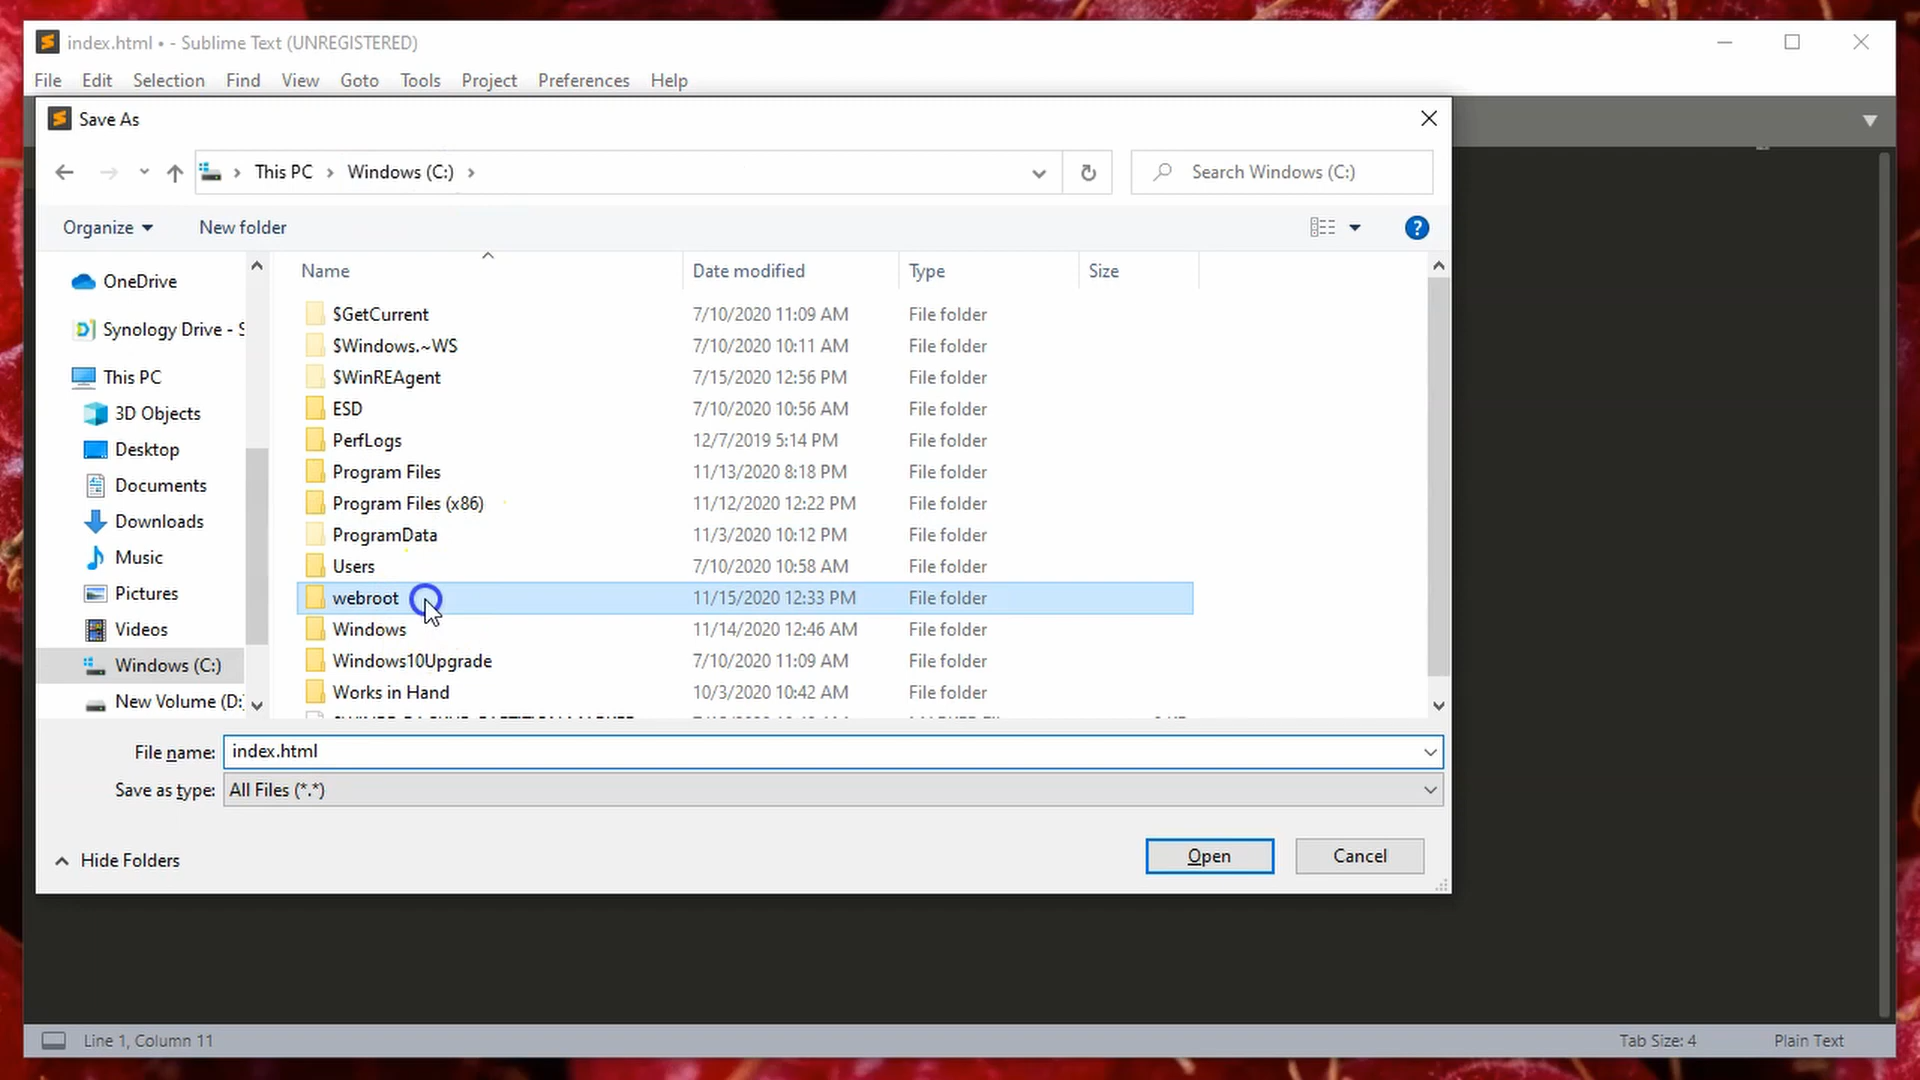 index.html • - Sublime Text (UNREGISTERED)
File Edit Selection Find View Goto Tools Project Preferences Help
Save As
This PC Windows (C:)
Search Windows (C:)
Organize New folder
OneDrive
Synology Drive - S
This PC
3D Objects
Desktop
Documents
Downloads
Music
Pictures
Videos
Windows (C:)
New Volume (D:
Name Date modified Type Size
$GetCurrent 7/10/2020 11:09 AM File folder
$Windows.~WS 7/10/2020 10:11 AM File folder
$WinREAgent 7/15/2020 12:56 PM File folder
ESD 7/10/2020 10:56 AM File folder
PerfLogs 12/7/2019 5:14 PM File folder
Program Files 11/13/2020 8:18 PM File folder
Program Files (x86) 11/12/2020 12:22 PM File folder
ProgramData 11/3/2020 10:12 PM File folder
Users 7/10/2020 10:58 AM File folder
webroot 11/15/2020 12:33 PM File folder
Windows 11/14/2020 12:46 AM File folder
Windows10Upgrade 7/10/2020 11:09 AM File folder
Works in Hand 10/3/2020 10:42 AM File folder
File name: index.html
Save as type: All Files (*.*)
Hide Folders
Open Cancel
Line 1, Column 11
Tab Size: 4 Plain Text